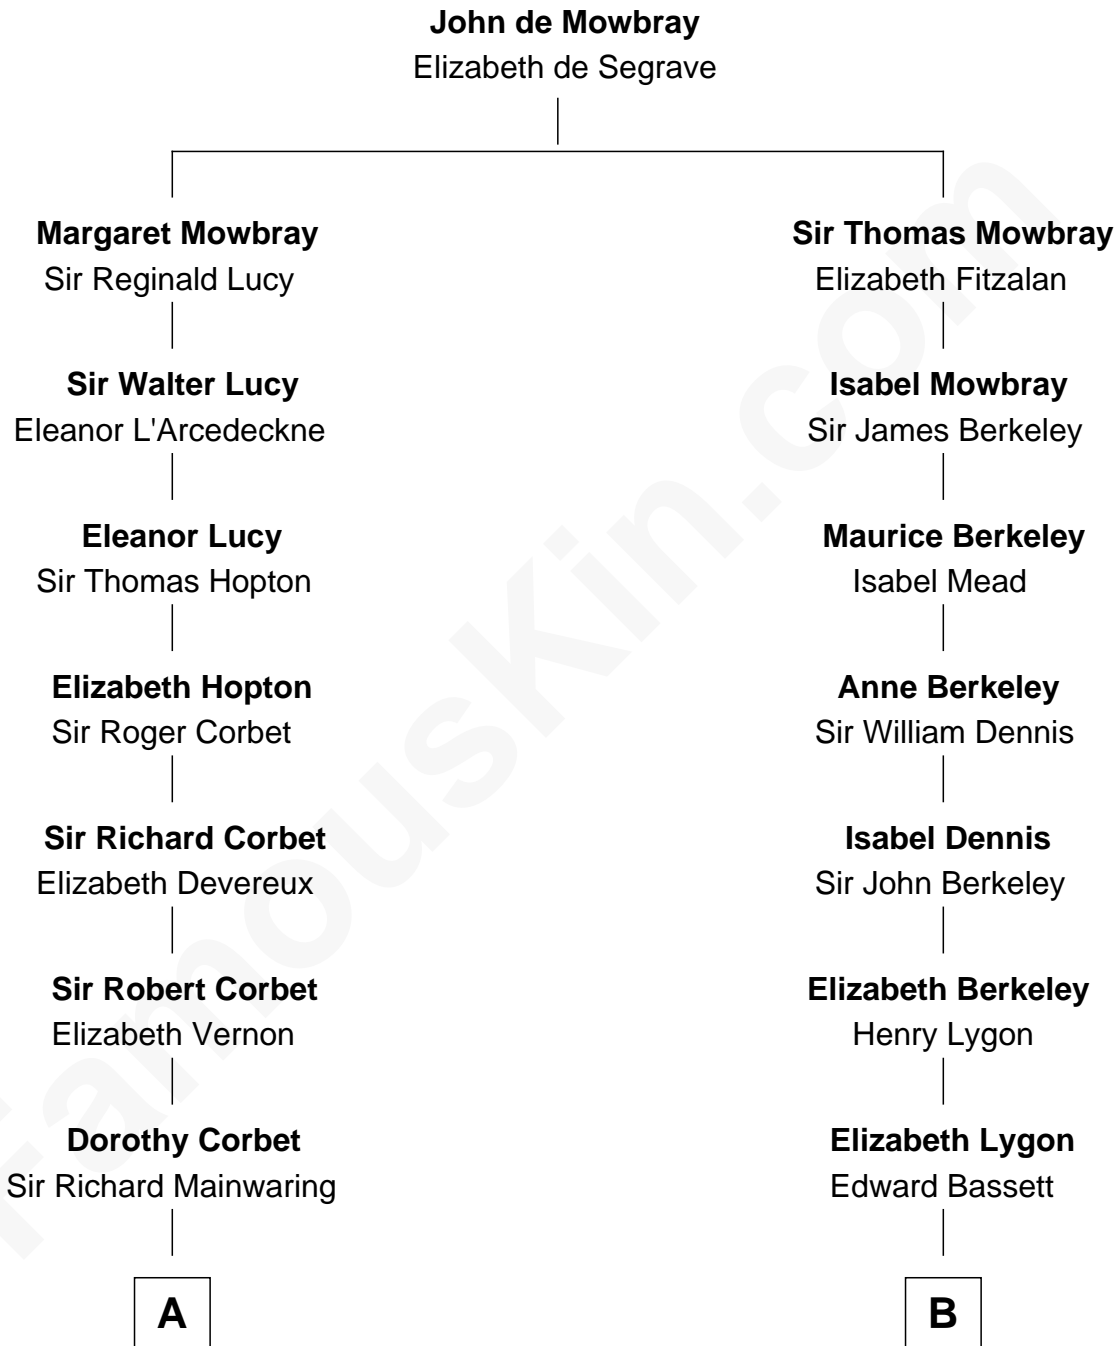 John de Mowbray
Elizabeth de Segrave
Margaret Mowbray
Sir Reginald Lucy
Sir Walter Lucy
Eleanor L'Arcedeckne
Eleanor Lucy
Sir Thomas Hopton
Elizabeth Hopton
Sir Roger Corbet
Sir Richard Corbet
Elizabeth Devereux
Sir Robert Corbet
Elizabeth Vernon
Dorothy Corbet
Sir Richard Mainwaring
A
Sir Thomas Mowbray
Elizabeth Fitzalan
Isabel Mowbray
Sir James Berkeley
Maurice Berkeley
Isabel Mead
Anne Berkeley
Sir William Dennis
Isabel Dennis
Sir John Berkeley
Elizabeth Berkeley
Henry Lygon
Elizabeth Lygon
Edward Bassett
B
FamousKin.com